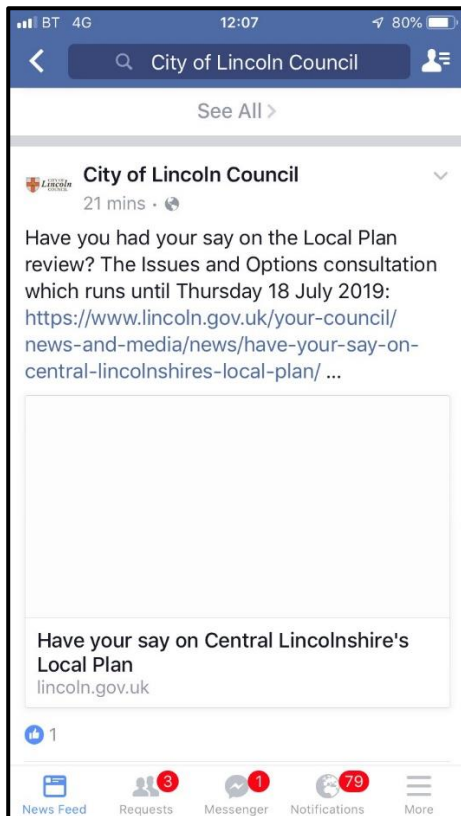 BT 4G 12:07 80%
City of Lincoln Council
See All >
City of Lincoln Council
21 mins ·
Have you had your say on the Local Plan
review? The Issues and Options consultation
which runs until Thursday 18 July 2019:
https://www.lincoln.gov.uk/your-council/
news-and-media/news/have-your-say-on-
central-lincolnshires-local-plan/ ...
Have your say on Central Lincolnshire's
Local Plan
lincoln.gov.uk
1
3 1 79
News Feed Requests Messenger Notifications More